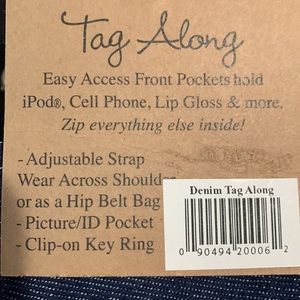 Tag Along
Easy Access Front Pockets hold
iPod®, Cell Phone, Lip Gloss & more.
Zip everything else inside!
- Adjustable Strap
Wear Across Shoulder
or as a Hip Belt Bag
- Picture/ID Pocket
- Clip-on Key Ring
Denim Tag Along
0 90494 20006 2